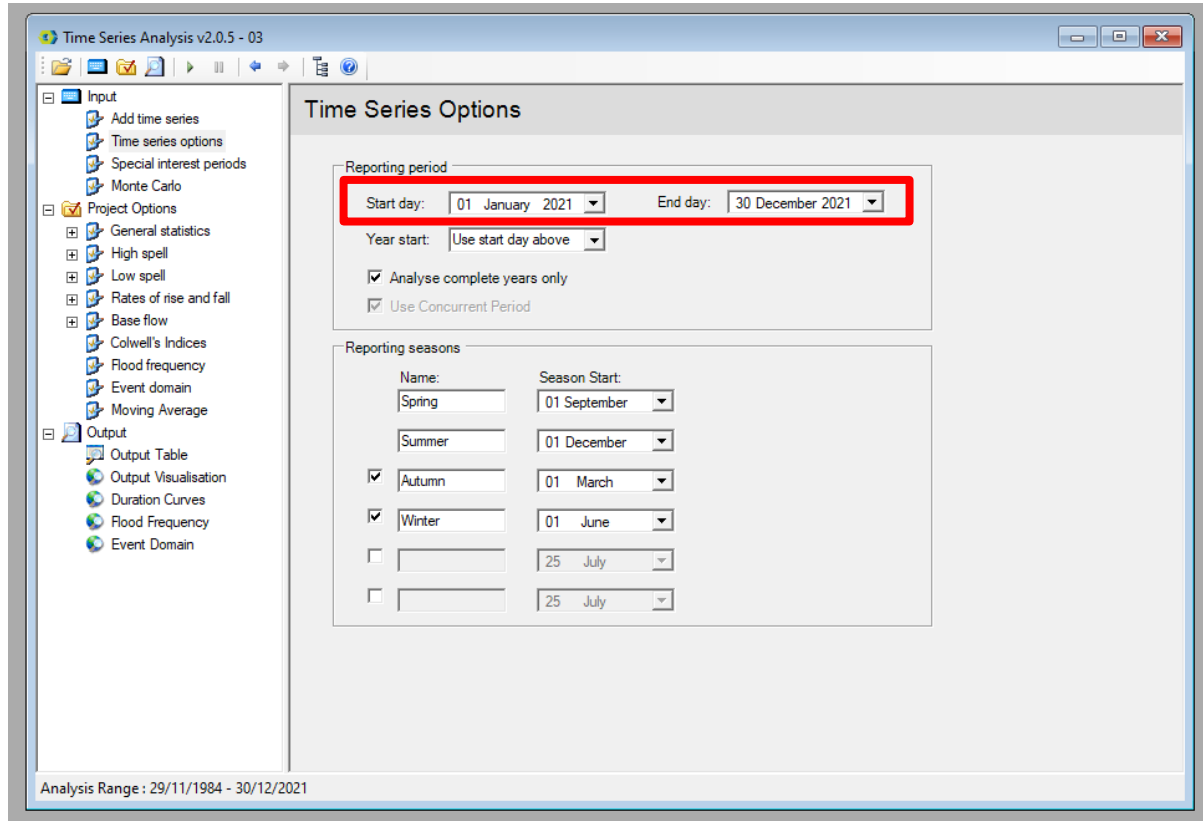 Time Series Analysis v2.0.5 - 03
Input
Add time series
Time series options
Special interest periods
Monte Carlo
Project Options
General statistics
High spell
Low spell
Rates of rise and fall
Base flow
Colwell's Indices
Flood frequency
Event domain
Moving Average
Output
Output Table
Output Visualisation
Duration Curves
Flood Frequency
Event Domain
Time Series Options
Reporting period
Start day: 01 January 2021 End day: 30 December 2021
Year start: Use start day above
Analyse complete years only
Use Concurrent Period
Reporting seasons
Name: Season Start:
Spring 01 September
Summer 01 December
Autumn 01 March
Winter 01 June
25 July
25 July
Analysis Range : 29/11/1984 - 30/12/2021